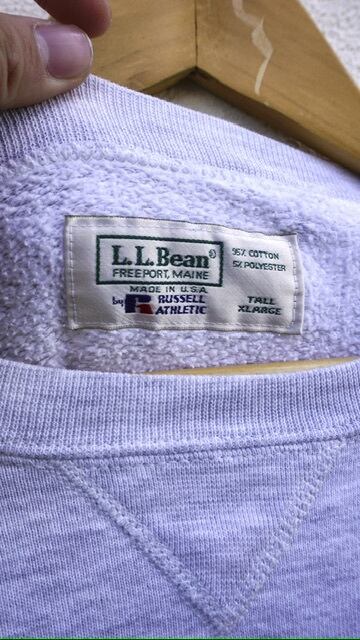 L.L.Bean®
FREEPORT, MAINE
95% COTTON
5% POLYESTER
MADE IN U.S.A.
by R RUSSELL
ATHLETIC
TALL
XLARGE